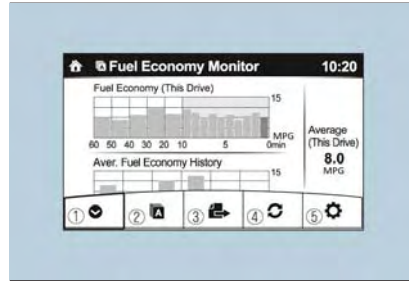 Fuel Economy Monitor 10:20
Fuel Economy (This Drive)
15
MPG
60 50 40 30 20 10 5 0min
Average
(This Drive)
8.0
MPG
Aver. Fuel Economy History
15
① ② A ③ ④ ⑤